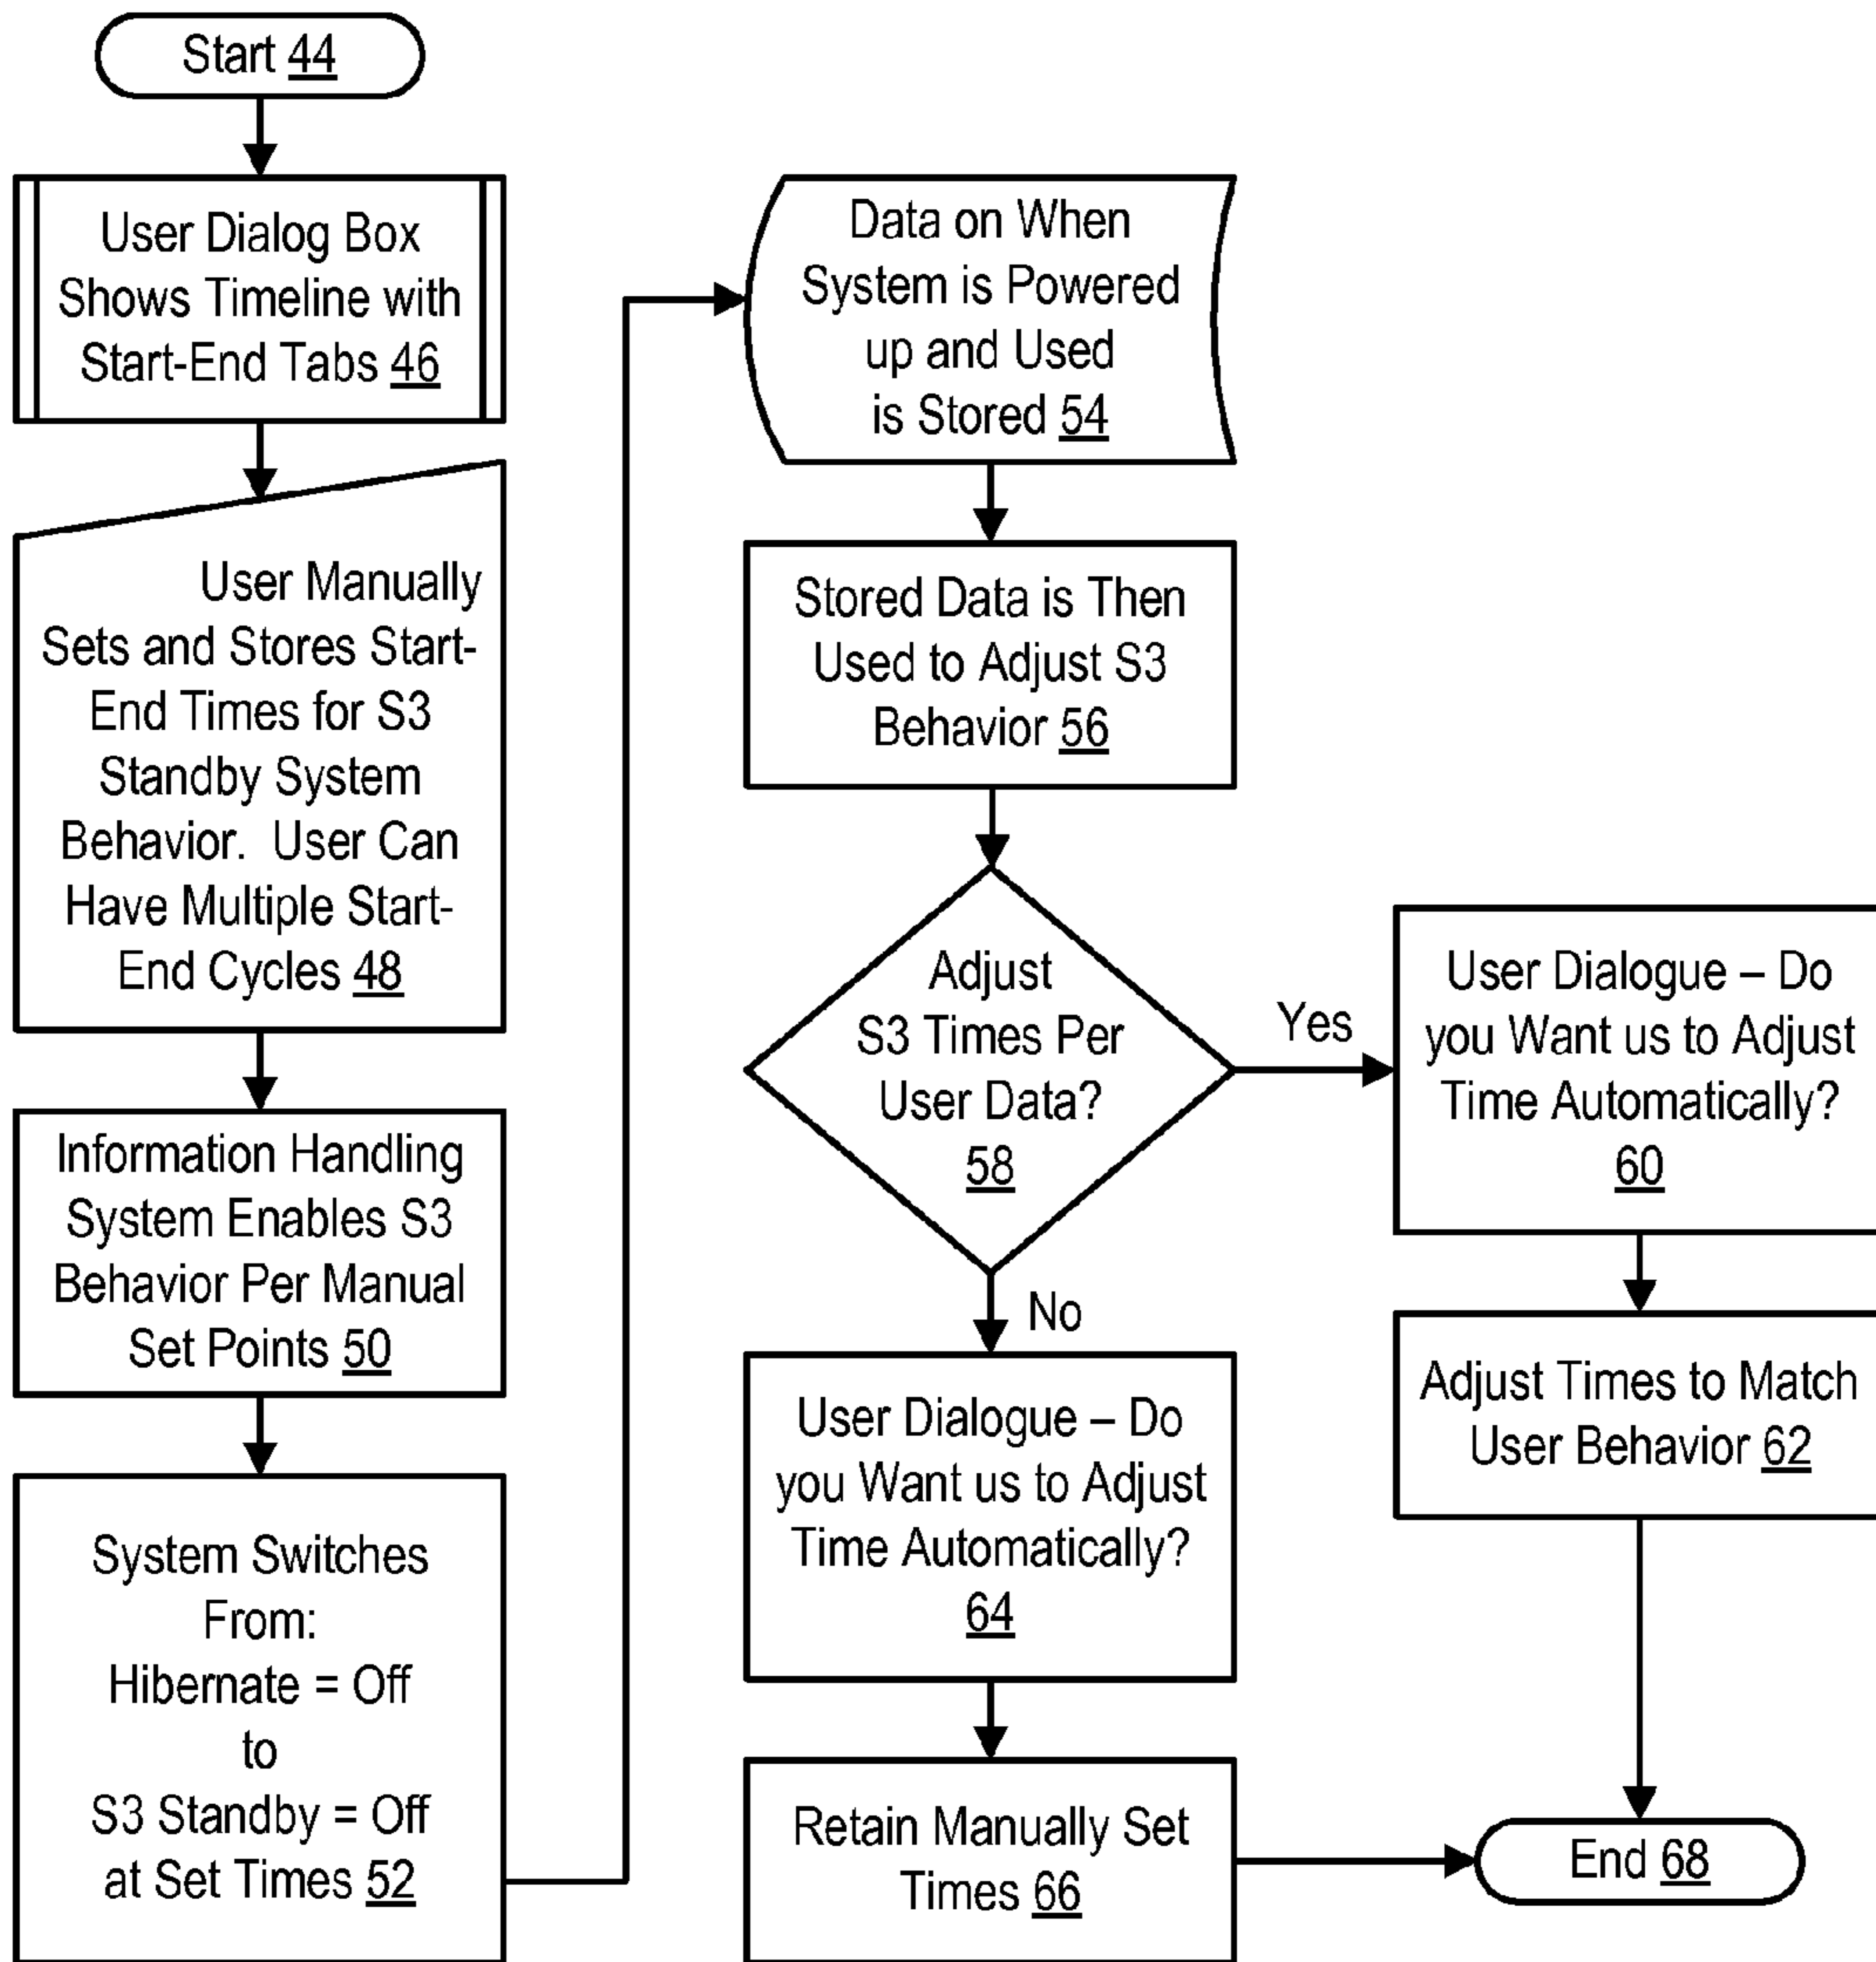 Start 44
User Dialog Box
Shows Timeline with
Start-End Tabs 46
User Manually
Sets and Stores Start-
End Times for S3
Standby System
Behavior. User Can
Have Multiple Start-
End Cycles 48
Information Handling
System Enables S3
Behavior Per Manual
Set Points 50
System Switches
From:
Hibernate = Off
to
S3 Standby = Off
at Set Times 52
Data on When
System is Powered
up and Used
is Stored 54
Stored Data is Then
Used to Adjust S3
Behavior 56
Adjust
S3 Times Per
User Data?
58
Yes
No
User Dialogue – Do
you Want us to Adjust
Time Automatically?
60
Adjust Times to Match
User Behavior 62
User Dialogue – Do
you Want us to Adjust
Time Automatically?
64
Retain Manually Set
Times 66
End 68